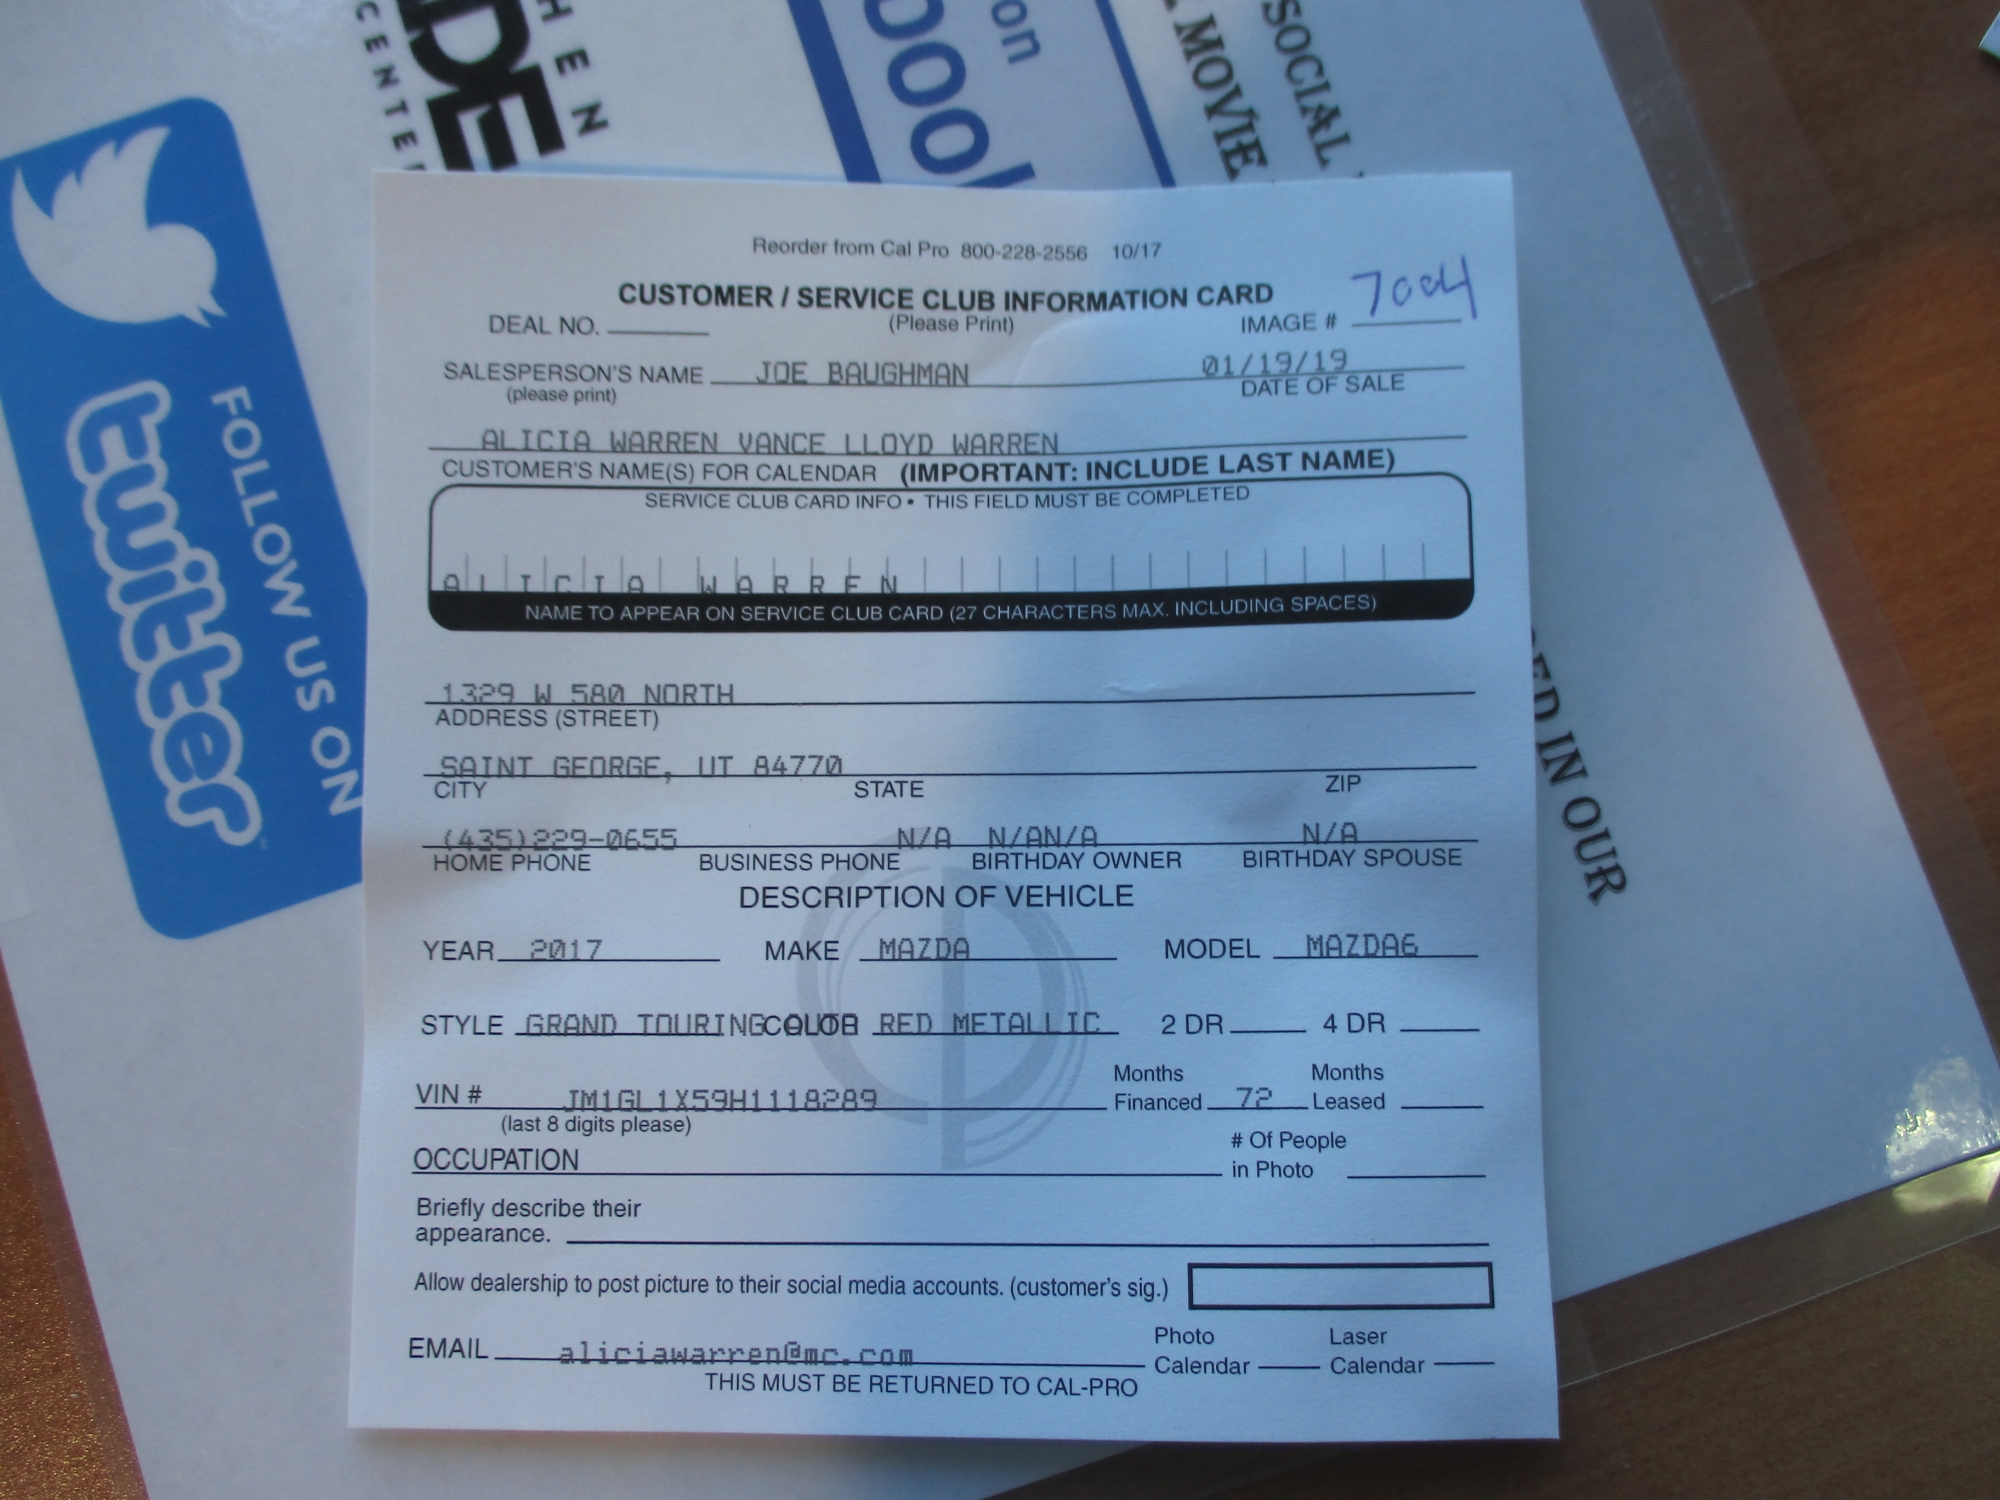 HEN
DE
CENTER
on
SOCIAL
MOVIE
FOLLOW US ON
twitter
ED IN OUR
Reorder from Cal Pro 800-228-2556 10/17
CUSTOMER / SERVICE CLUB INFORMATION CARD
7004
DEAL NO. (Please Print) IMAGE #
SALESPERSON'S NAME JOE BAUGHMAN 01/19/19
(please print) DATE OF SALE
ALICIA WARREN VANCE LLOYD WARREN
CUSTOMER'S NAME(S) FOR CALENDAR (IMPORTANT: INCLUDE LAST NAME)
SERVICE CLUB CARD INFO • THIS FIELD MUST BE COMPLETED
ALICIA WARREN
NAME TO APPEAR ON SERVICE CLUB CARD (27 CHARACTERS MAX. INCLUDING SPACES)
1329 W 580 NORTH
ADDRESS (STREET)
SAINT GEORGE, UT 84770
CITY STATE ZIP
(435)229-0655 N/A N/AN/A N/A
HOME PHONE BUSINESS PHONE BIRTHDAY OWNER BIRTHDAY SPOUSE
DESCRIPTION OF VEHICLE
YEAR 2017 MAKE MAZDA MODEL MAZDA6
STYLE GRAND TOURING COLOR RED METALLIC 2 DR 4 DR
VIN # JM1GL1X59H1118289 Months Financed 72 Months Leased
(last 8 digits please)
OCCUPATION # Of People in Photo
Briefly describe their
appearance.
Allow dealership to post picture to their social media accounts. (customer's sig.)
EMAIL aliciawarren@mc.com Photo Calendar Laser Calendar
THIS MUST BE RETURNED TO CAL-PRO